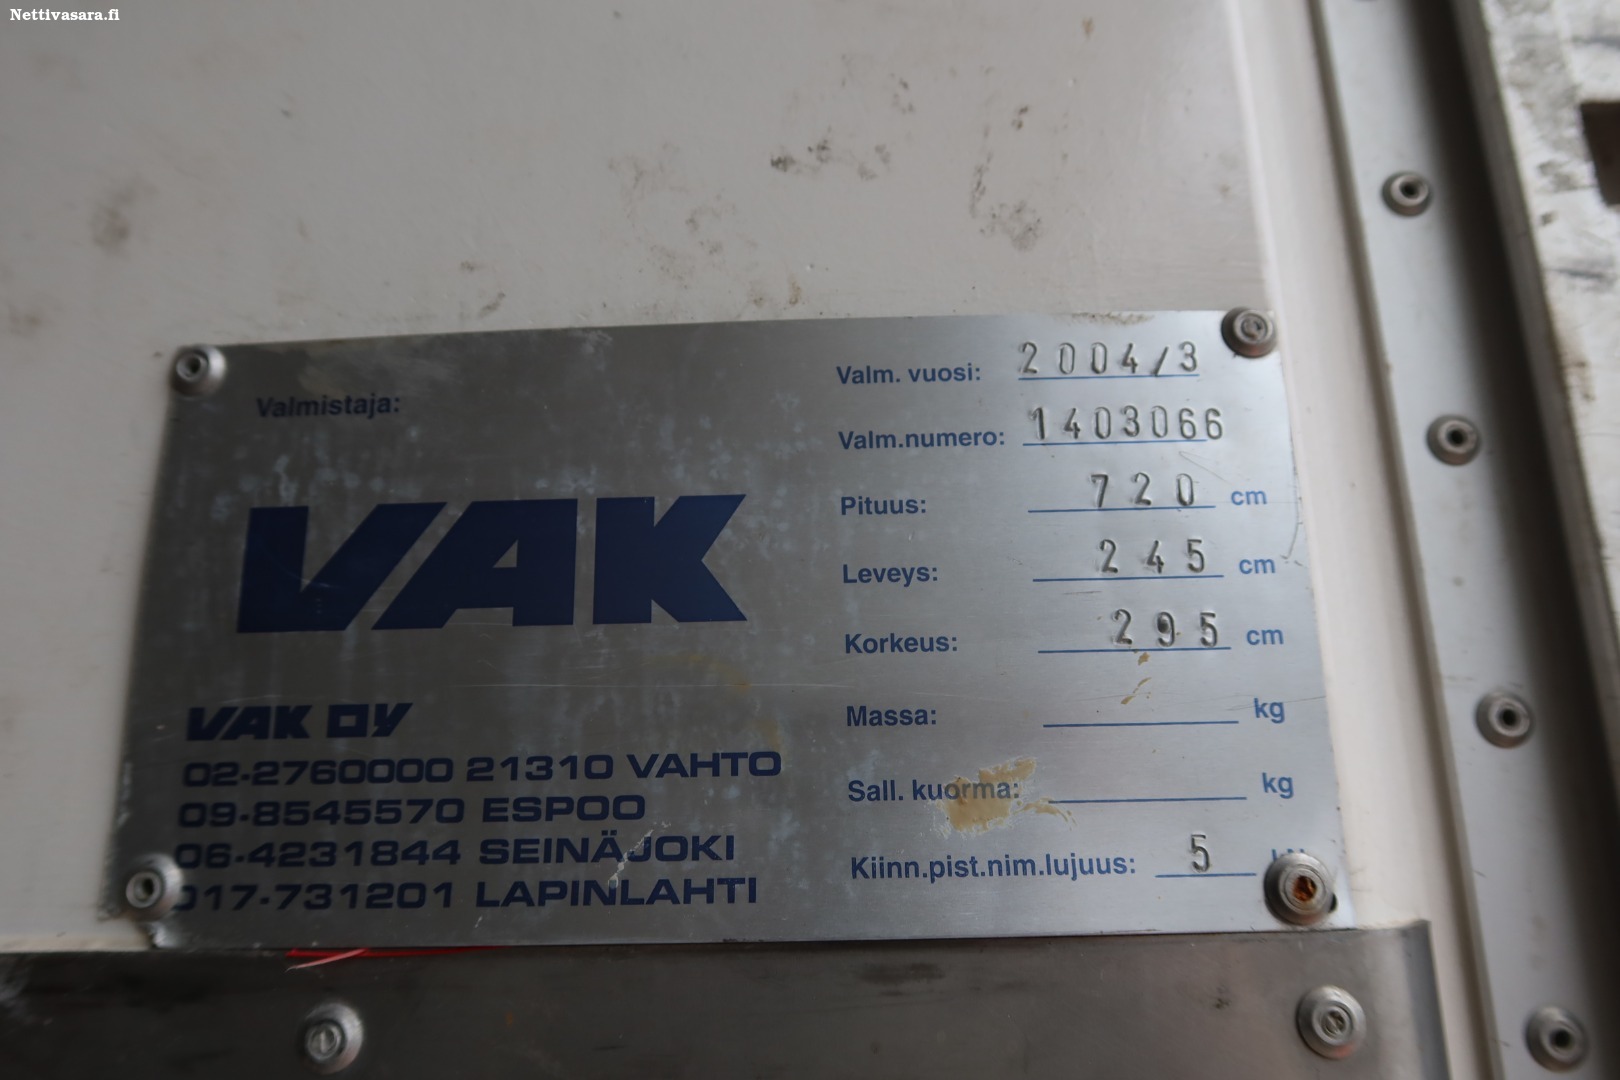 Nettivasara.fi
Valmistaja:
VAK
VAK OY
02-2760000 21310 VAHTO
09-8545570 ESPOO
06-4231844 SEINÄJOKI
017-731201 LAPINLAHTI
Valm. vuosi: 2004/3
Valm.numero: 1403066
Pituus: 720 cm
Leveys: 245 cm
Korkeus: 295 cm
Massa: kg
Sall. kuorma: kg
Kiinn.pist.nim.lujuus: 5